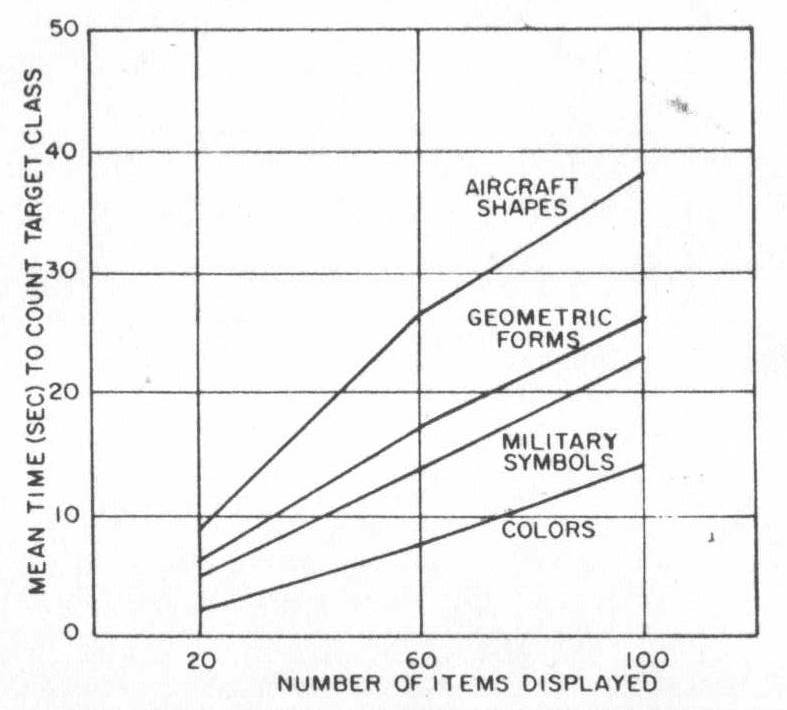 50
40
30
20
10
0
MEAN TIME (SEC) TO COUNT TARGET CLASS
AIRCRAFT
SHAPES
GEOMETRIC
FORMS
MILITARY
SYMBOLS
COLORS
20 60 100
NUMBER OF ITEMS DISPLAYED